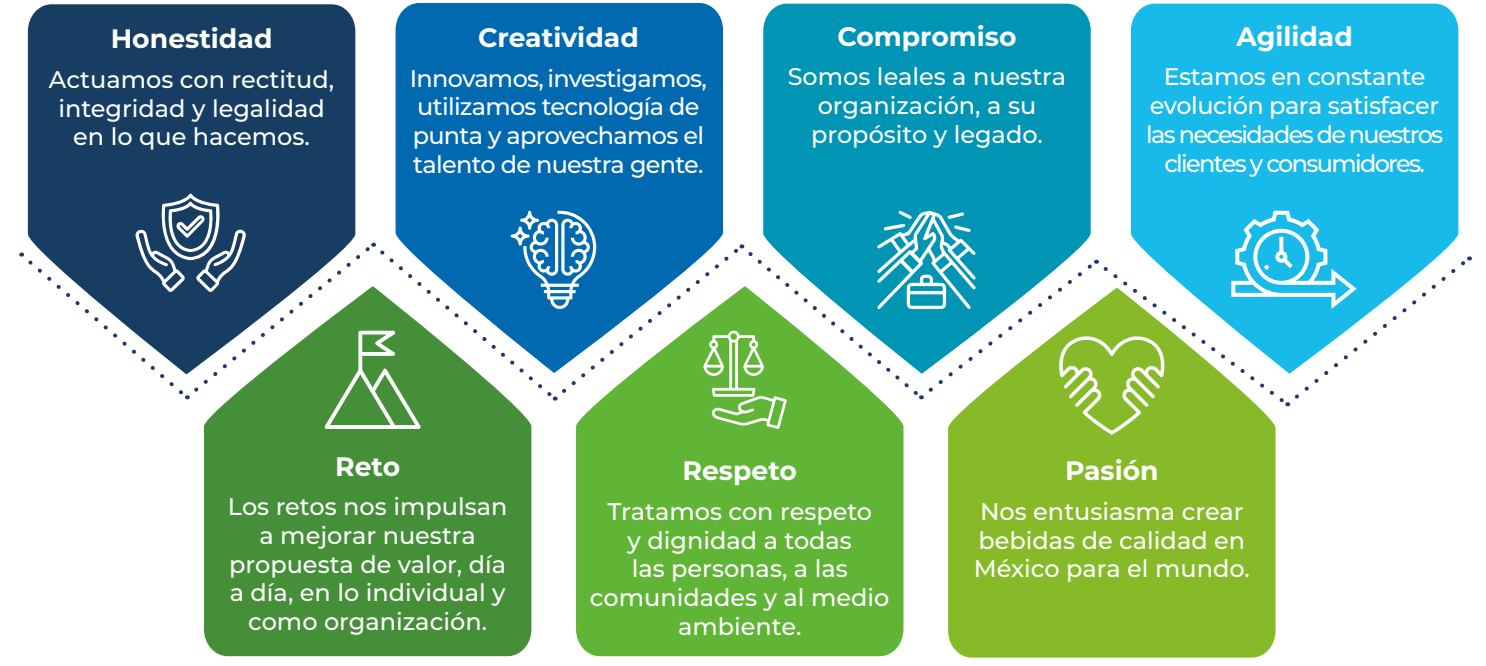 Honestidad
Actuamos con rectitud,
integridad y legalidad
en lo que hacemos.
Creatividad
Innovamos, investigamos,
utilizamos tecnología de
punta y aprovechamos el
talento de nuestra gente.
Compromiso
Somos leales a nuestra
organización, a su
propósito y legado.
Agilidad
Estamos en constante
evolución para satisfacer
las necesidades de nuestros
clientes y consumidores.
Reto
Los retos nos impulsan
a mejorar nuestra
propuesta de valor, día
a día, en lo individual y
como organización.
Respeto
Tratamos con respeto
y dignidad a todas
las personas, a las
comunidades y al medio
ambiente.
Pasión
Nos entusiasma crear
bebidas de calidad en
México para el mundo.